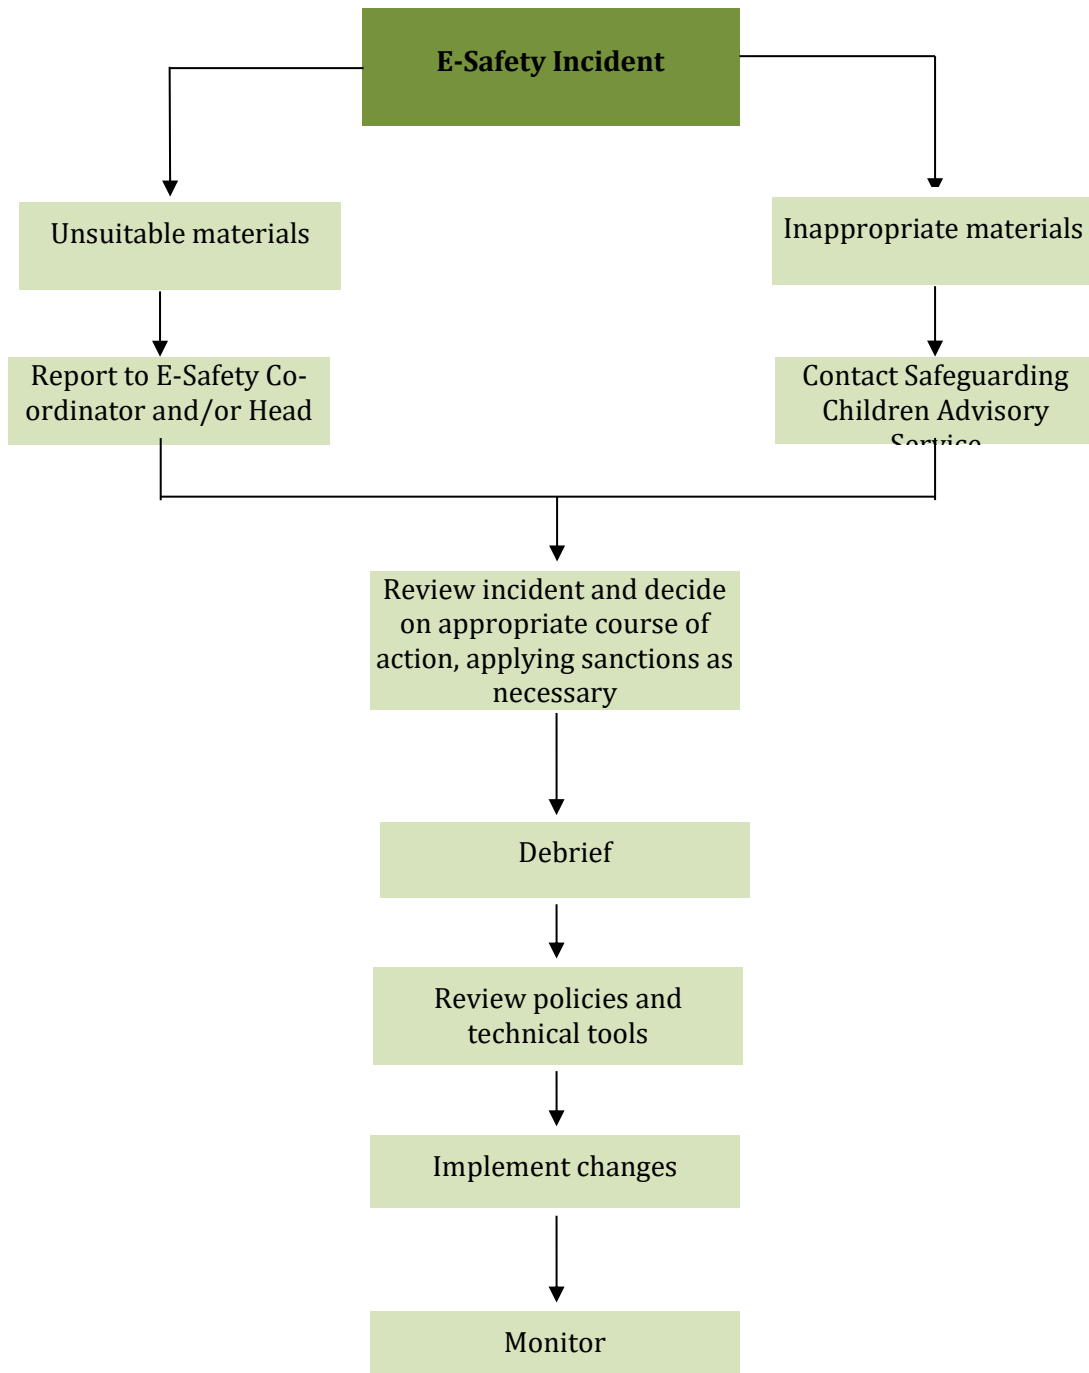 E-Safety Incident
Unsuitable materials
Inappropriate materials
Report to E-Safety Co-
ordinator and/or Head
Contact Safeguarding
Children Advisory
Service
Review incident and decide
on appropriate course of
action, applying sanctions as
necessary
Debrief
Review policies and
technical tools
Implement changes
Monitor